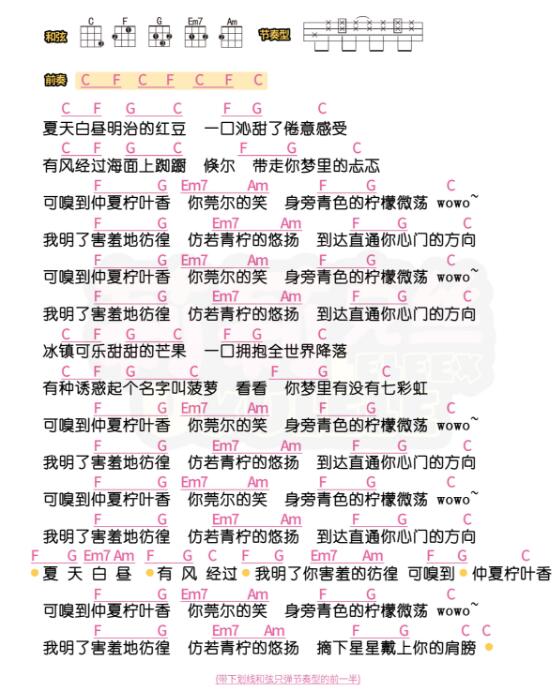 C F G Em7 Am
和弦 节奏型
前奏 C F C F C F C
C F G C F G C
夏天白昼明治的红豆 一口沁甜了倦意感受
C F G C F G C
有风经过海面上踟蹰 倏尔 带走你梦里的忐忑
F G Em7 Am F G C
可嗅到仲夏柠叶香 你莞尔的笑 身旁青色的柠檬微荡 wowo~
F G Em7 Am F G C
我明了害羞地彷徨 仿若青柠的悠扬 到达直通你心门的方向
F G Em7 Am F G C
可嗅到仲夏柠叶香 你莞尔的笑 身旁青色的柠檬微荡 wowo~
F G Em7 Am F G C
我明了害羞地彷徨 仿若青柠的悠扬 到达直通你心门的方向
C F G C F G C
冰镇可乐甜甜的芒果 一口拥抱全世界降落
C F G C F G C
有种诱惑起个名字叫菠萝 看看 你梦里有没有七彩虹
F G Em7 Am F G C
可嗅到仲夏柠叶香 你莞尔的笑 身旁青色的柠檬微荡 wowo~
F G Em7 Am F G C
我明了害羞地彷徨 仿若青柠的悠扬 到达直通你心门的方向
F G Em7 Am F G C
可嗅到仲夏柠叶香 你莞尔的笑 身旁青色的柠檬微荡 wowo~
F G Em7 Am F G C
我明了害羞地彷徨 仿若青柠的悠扬 到达直通你心门的方向
F G Em7 Am F G C F G Em7 Am F G C
夏 天 白 昼 有 风 经过 我明了你害羞的彷徨 可嗅到 仲夏柠叶香
F G Em7 Am F G C
可嗅到仲夏柠叶香 你莞尔的笑 身旁青色的柠檬微荡 wowo~
F G Em7 Am F G C C
我明了害羞地彷徨 仿若青柠的悠扬 摘下星星戴上你的肩膀
(带下划线和弦只弹节奏型的前一半)